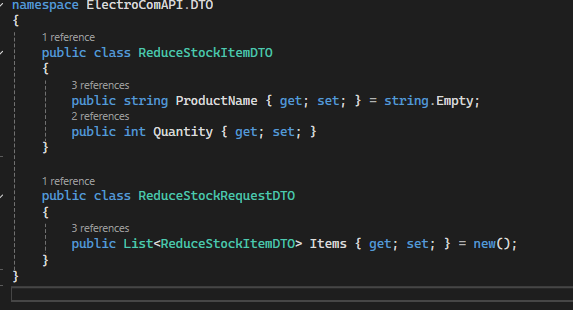 namespace ElectroComAPI.DTO
{
1 reference
public class ReduceStockItemDTO
{
3 references
public string ProductName { get; set; } = string.Empty;
2 references
public int Quantity { get; set; }
}
1 reference
public class ReduceStockRequestDTO
{
3 references
public List<ReduceStockItemDTO> Items { get; set; } = new();
}
}